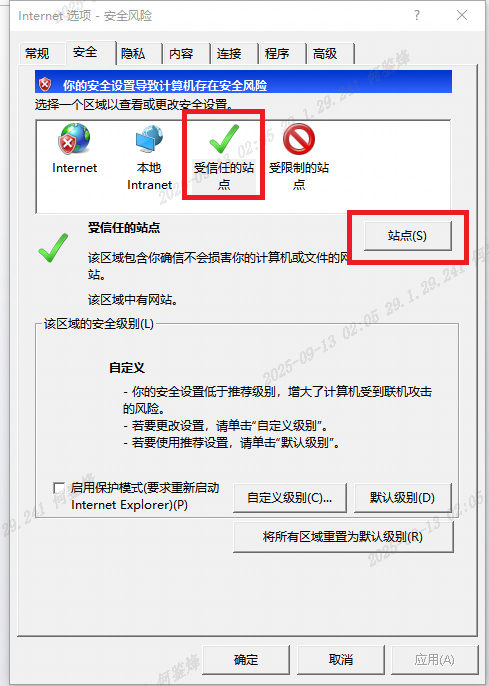 Internet 选项 - 安全风险
?
常规 安全 隐私 内容 连接 程序 高级
你的安全设置导致计算机存在安全风险
选择一个区域以查看或更改安全设置。
Internet
本地
Intranet
受信任的站
点
受限制的站
点
受信任的站点
站点(S)
该区域包含你确信不会损害你的计算机或文件的网
站。
该区域中有网站。
该区域的安全级别(L)
自定义
- 你的安全设置低于推荐级别，增大了计算机受到联机攻击
的风险。
- 若要更改设置，请单击“自定义级别”。
- 若要使用推荐设置，请单击“默认级别”。
启用保护模式(要求重新启动
Internet Explorer)(P)
自定义级别(C)...
默认级别(D)
将所有区域重置为默认级别(R)
确定 取消 应用(A)
2025-09-13 02:05 29.1.29.241